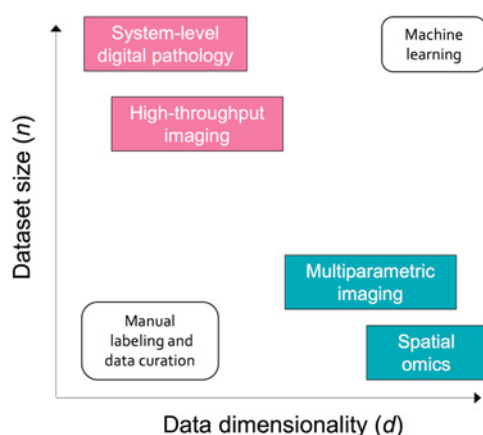 System-level
digital pathology
Machine
learning
High-throughput
imaging
Dataset size (n)
Multiparametric
imaging
Manual
labeling and
data curation
Spatial
omics
Data dimensionality (d)